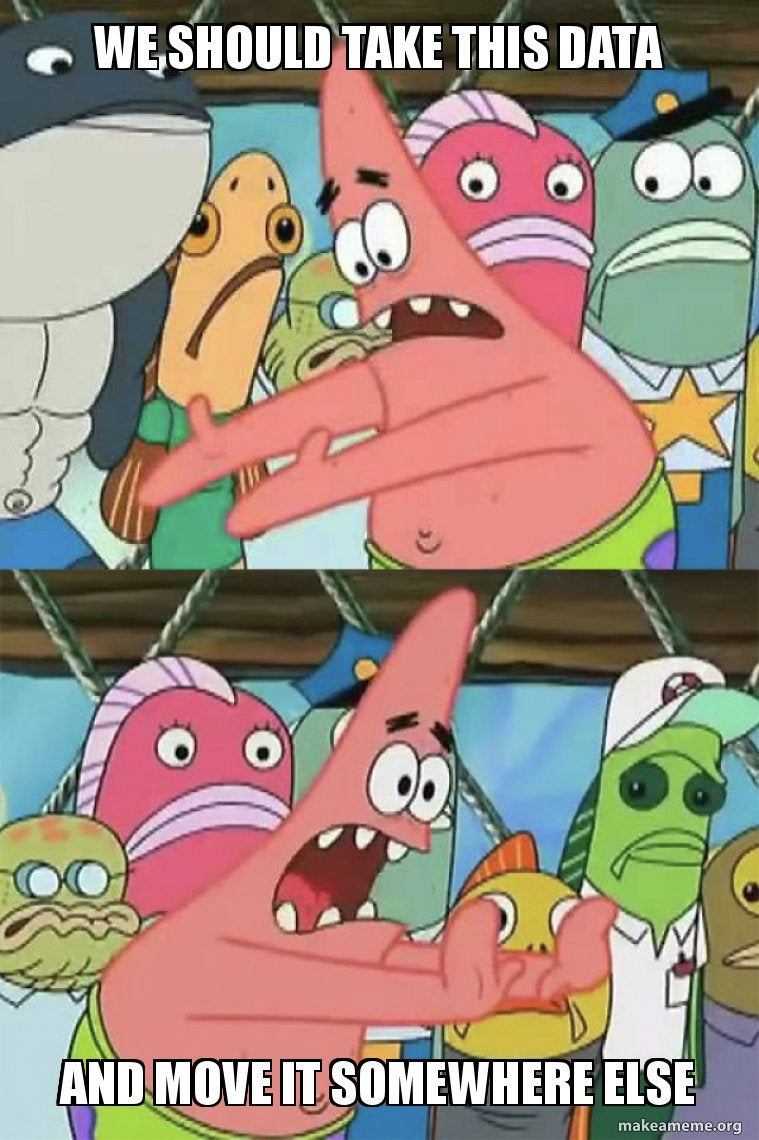 WE SHOULD TAKE THIS DATA
AND MOVE IT SOMEWHERE ELSE
makeameme.org